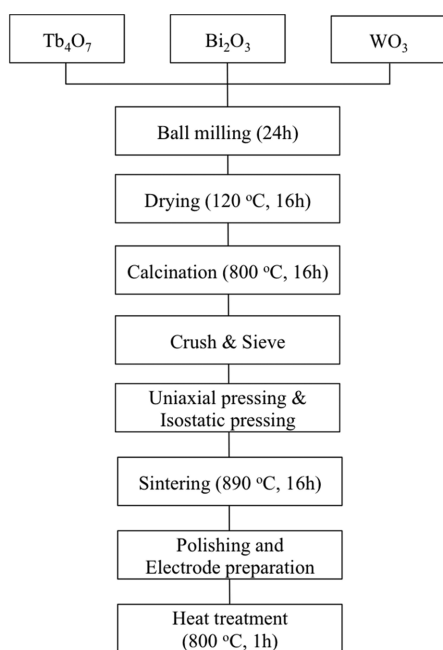 Tb₄O₇
Bi₂O₃
WO₃
Ball milling (24h)
Drying (120 ᵒC, 16h)
Calcination (800 ᵒC, 16h)
Crush & Sieve
Uniaxial pressing &
Isostatic pressing
Sintering (890 ᵒC, 16h)
Polishing and
Electrode preparation
Heat treatment
(800 ᵒC, 1h)